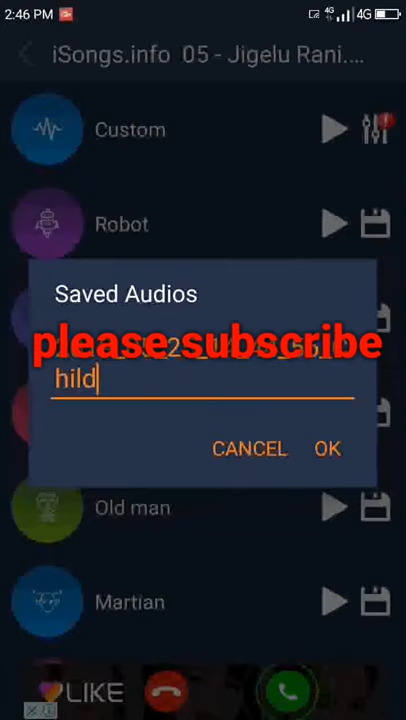 2:46 PM
4G 4G
iSongs.info 05 - Jigelu Rani....
Custom
Robot
Saved Audios
please subscribe
hild
CANCEL OK
Old man
Martian
LIKE